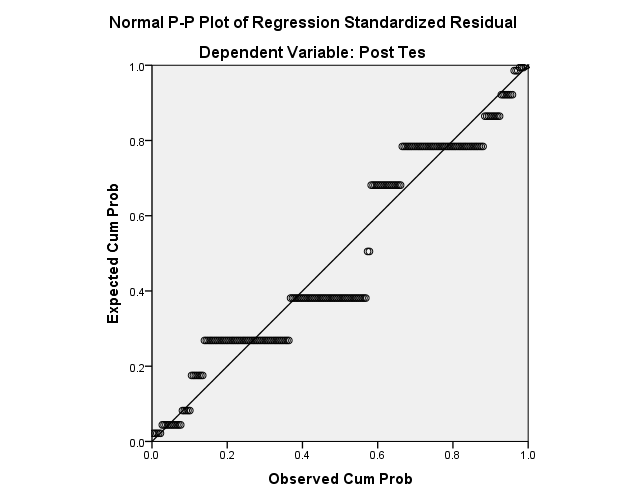 Normal P-P Plot of Regression Standardized Residual
Dependent Variable: Post Tes
1.0
0.8
0.6
0.4
0.2
0.0
Expected Cum Prob
0.0 0.2 0.4 0.6 0.8 1.0
Observed Cum Prob